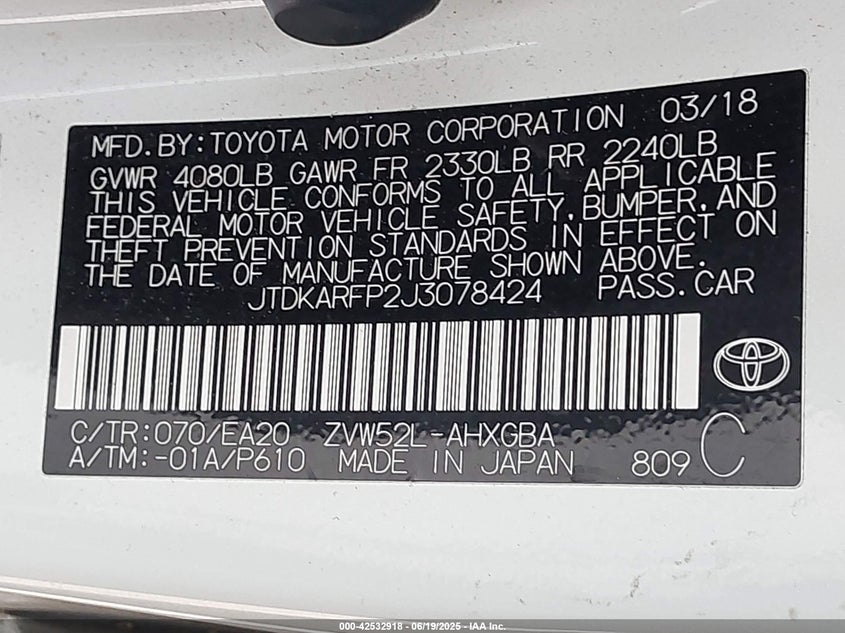 MFD.BY:TOYOTA MOTOR CORPORATION 03/18
GVWR 4080LB GAWR FR 2330LB RR 2240LB
THIS VEHICLE CONFORMS TO ALL APPLICABLE
FEDERAL MOTOR VEHICLE SAFETY,BUMPER,AND
THEFT PREVENTION STANDARDS IN EFFECT ON
THE DATE OF MANUFACTURE SHOWN ABOVE.
JTDKARFP2J3078424 PASS.CAR
C/TR:070/EA20 ZVW52L-AHXGBA
A/TM:-01A/P610 MADE IN JAPAN 809 C
000-42532918 - 06/19/2025 - IAA Inc.